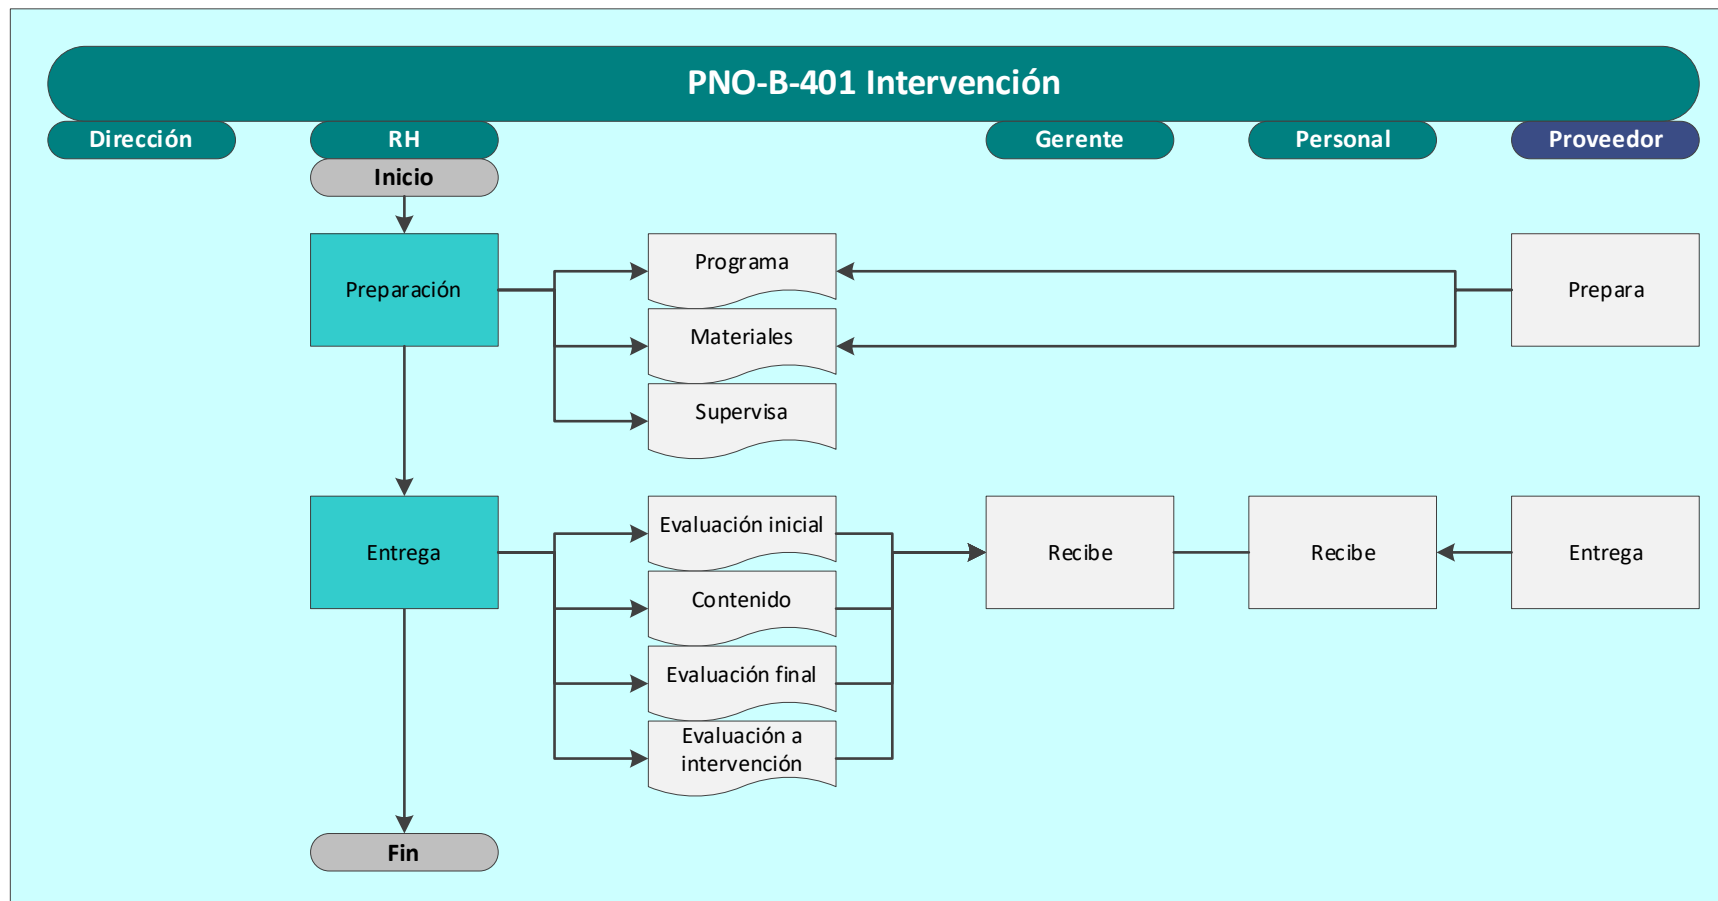 PNO-B-401 Intervención
Dirección
RH
Gerente
Personal
Proveedor
Inicio
Preparación
Programa
Prepara
Materiales
Supervisa
Entrega
Evaluación inicial
Recibe
Recibe
Entrega
Contenido
Evaluación final
Evaluación a
intervención
Fin